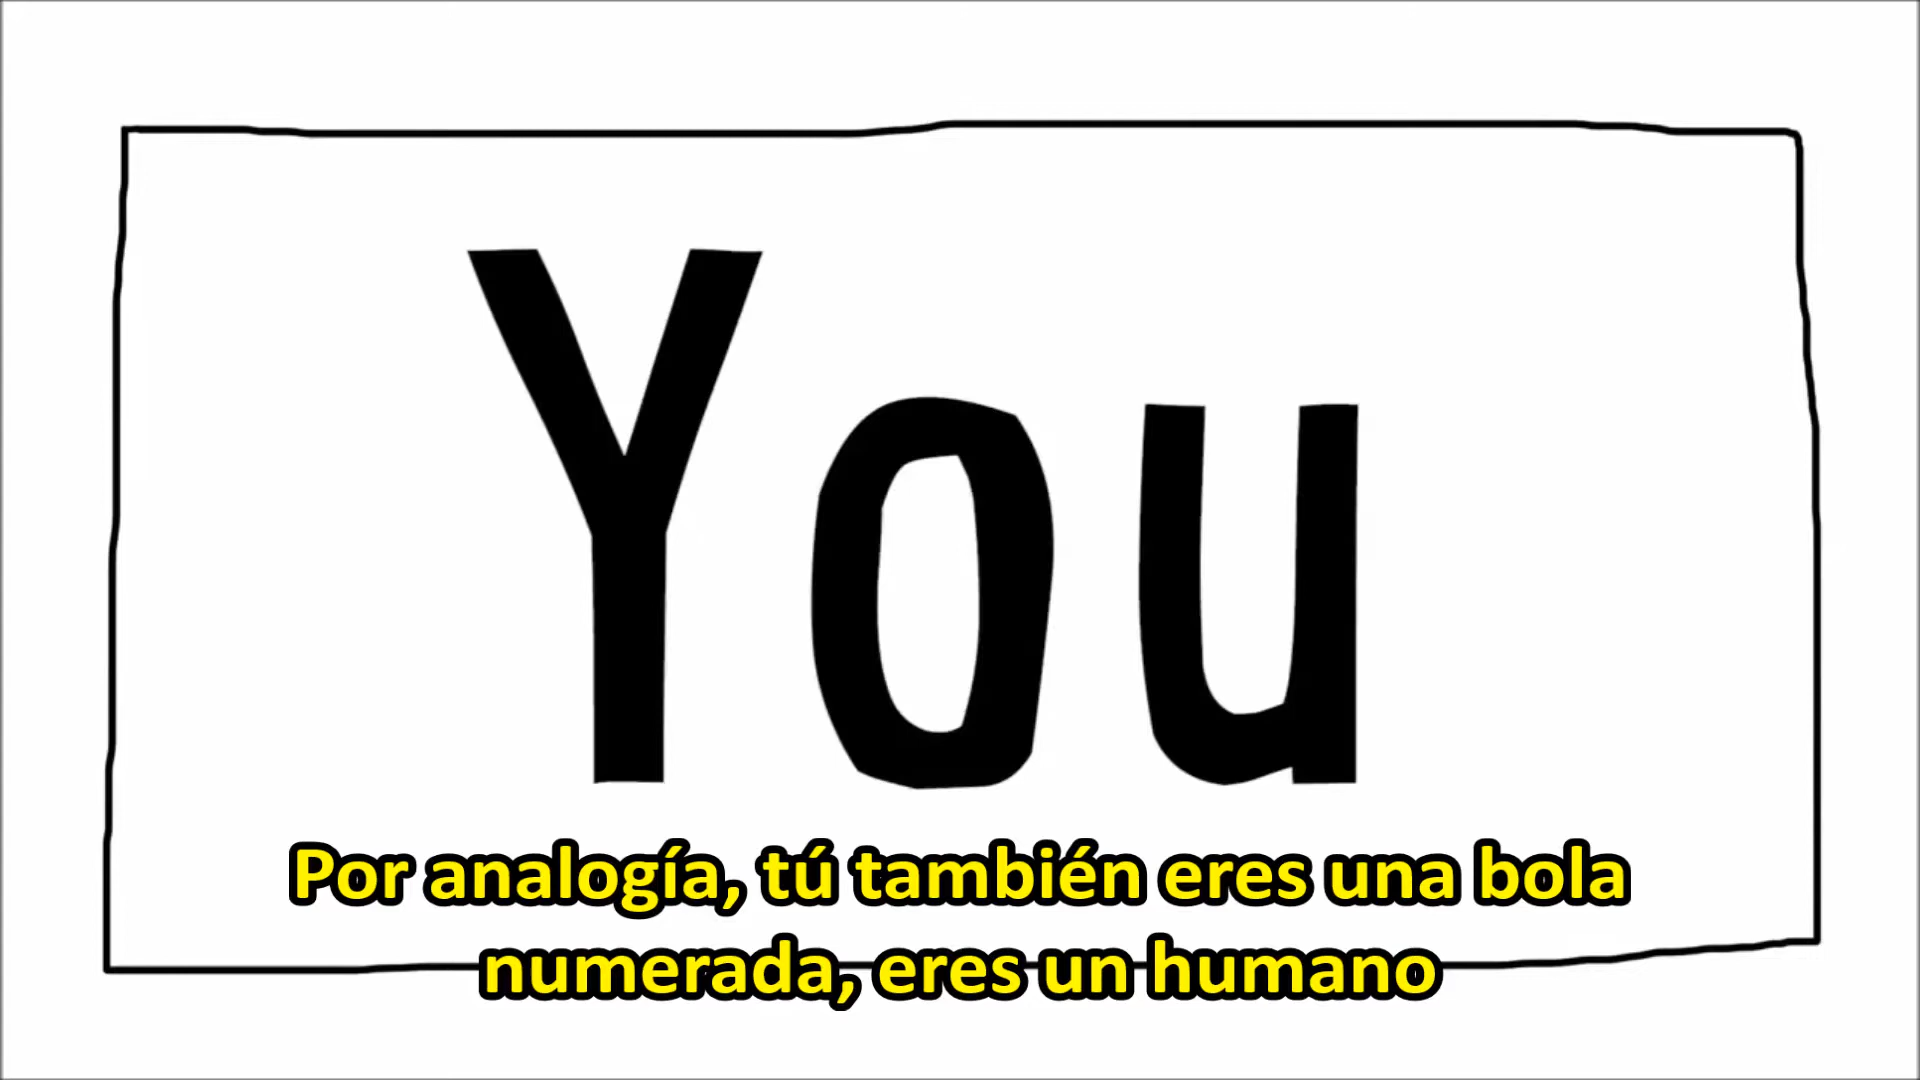 You
Por analogía, tú también eres una bola
numerada, eres un humano